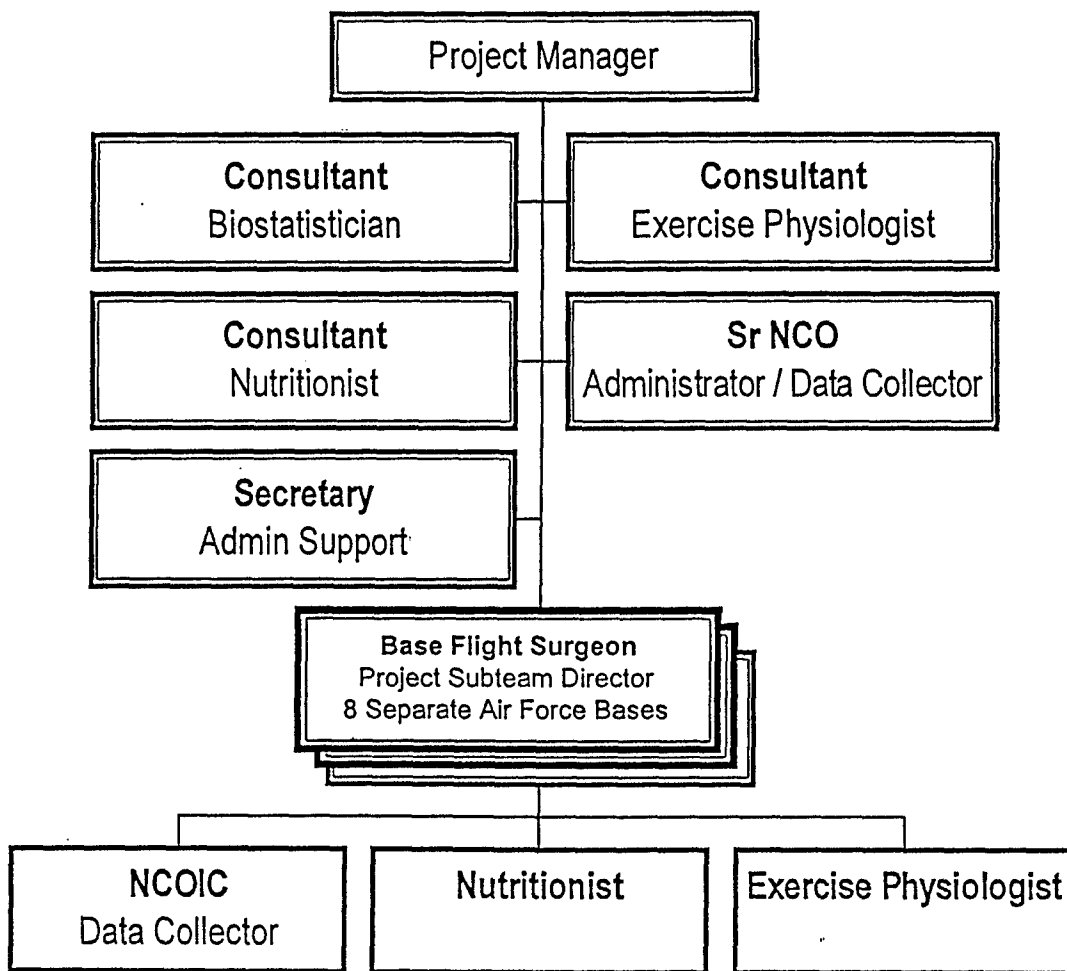 Project Manager
Consultant
Biostatistician
Consultant
Exercise Physiologist
Consultant
Nutritionist
Sr NCO
Administrator / Data Collector
Secretary
Admin Support
Base Flight Surgeon
Project Subteam Director
8 Separate Air Force Bases
NCOIC
Data Collector
Nutritionist
Exercise Physiologist